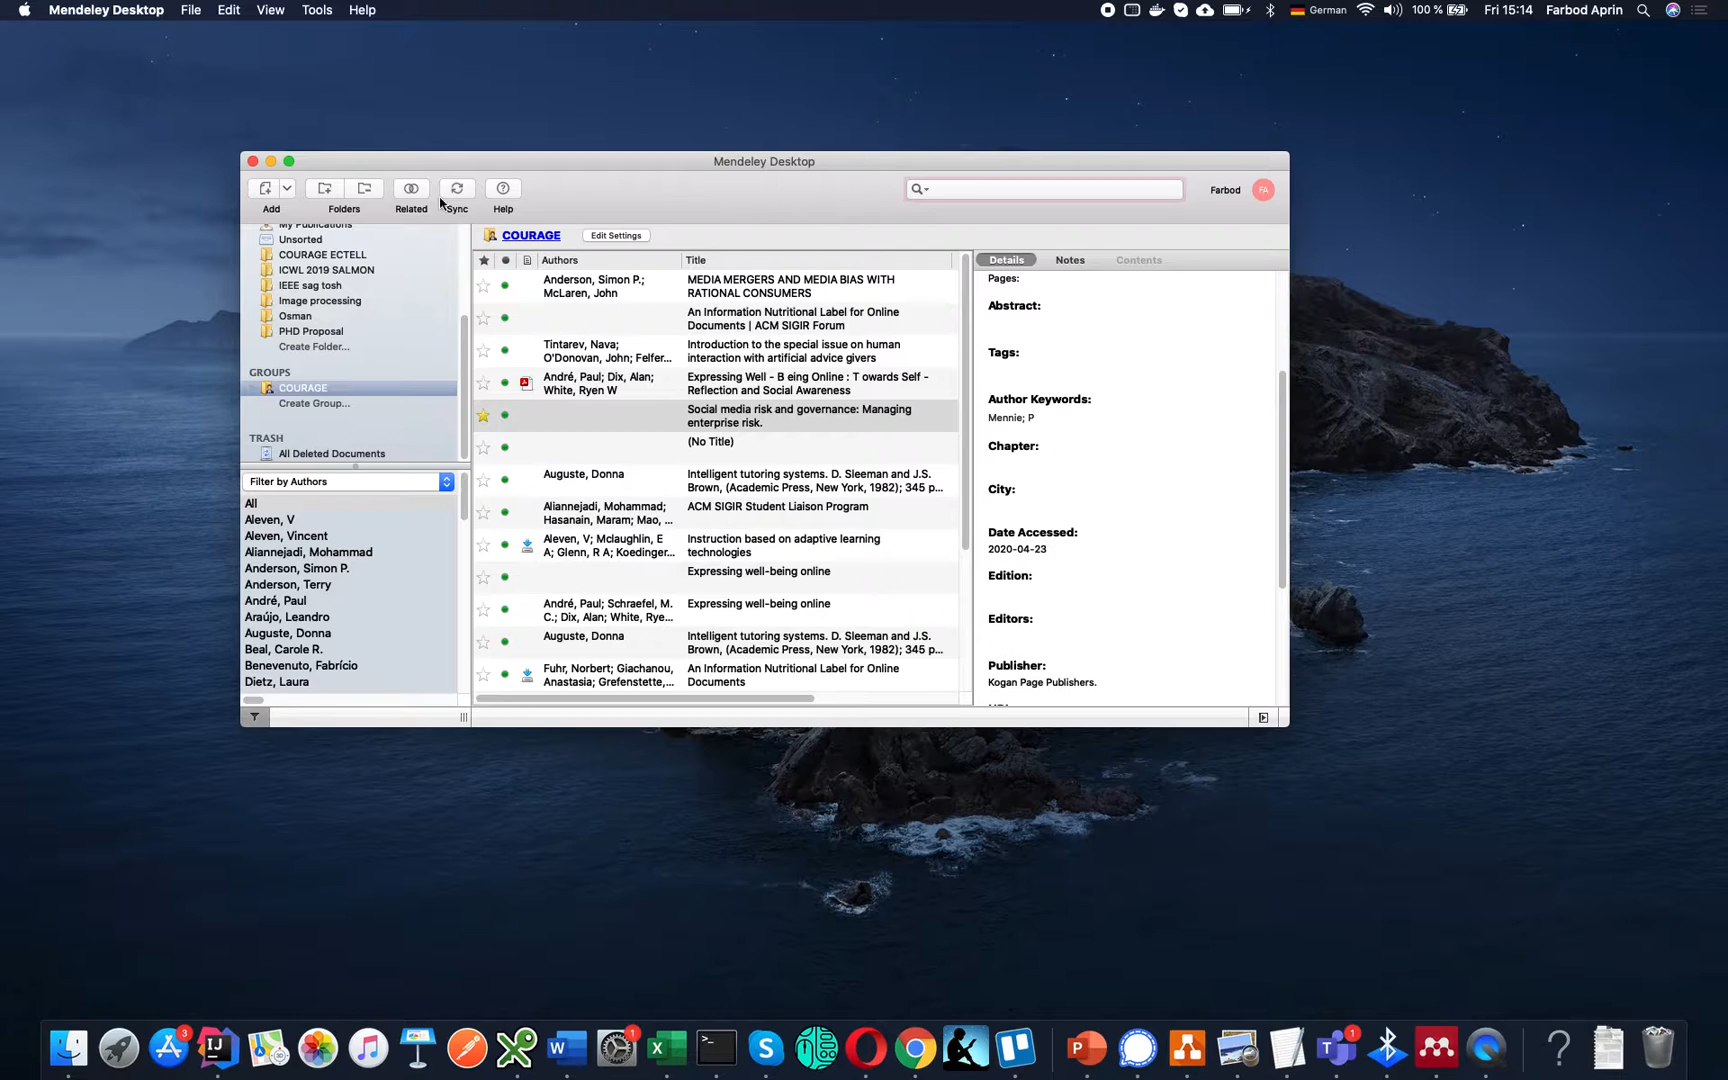 Mendeley Desktop File Edit View Tools Help German 100 % Fri 15:14 Farbod Aprin
Mendeley Desktop
Add Folders Related Sync Help
Farbod FA
My Publications
Unsorted
COURAGE ECTELL
ICWL 2019 SALMON
IEEE sag tosh
Image processing
Osman
PHD Proposal
Create Folder...
GROUPS
COURAGE
Create Group...
TRASH
All Deleted Documents
Filter by Authors
All
Aleven, V
Aleven, Vincent
Aliannejadi, Mohammad
Anderson, Simon P.
Anderson, Terry
André, Paul
Araújo, Leandro
Auguste, Donna
Beal, Carole R.
Benevenuto, Fabrício
Dietz, Laura
COURAGE Edit Settings
Authors Title
Anderson, Simon P.; MEDIA MERGERS AND MEDIA BIAS WITH
McLaren, John RATIONAL CONSUMERS
An Information Nutritional Label for Online
Documents | ACM SIGIR Forum
Tintarev, Nava; Introduction to the special issue on human
O'Donovan, John; Felfer... interaction with artificial advice givers
André, Paul; Dix, Alan; Expressing Well - B eing Online : T owards Self -
White, Ryen W Reflection and Social Awareness
Social media risk and governance: Managing
enterprise risk.
(No Title)
Auguste, Donna Intelligent tutoring systems. D. Sleeman and J.S.
Brown, (Academic Press, New York, 1982); 345 p...
Aliannejadi, Mohammad; ACM SIGIR Student Liaison Program
Hasanain, Maram; Mao, ...
Aleven, V; Mclaughlin, E Instruction based on adaptive learning
A; Glenn, R A; Koedinger... technologies
Expressing well-being online
André, Paul; Schraefel, M. Expressing well-being online
C.; Dix, Alan; White, Rye...
Auguste, Donna Intelligent tutoring systems. D. Sleeman and J.S.
Brown, (Academic Press, New York, 1982); 345 p...
Fuhr, Norbert; Giachanou, An Information Nutritional Label for Online
Anastasia; Grefenstette,... Documents
Details Notes Contents
Pages:
Abstract:
Tags:
Author Keywords:
Mennie; P
Chapter:
City:
Date Accessed:
2020-04-23
Edition:
Editors:
Publisher:
Kogan Page Publishers.
3 IJ 30 W 1 X P 1